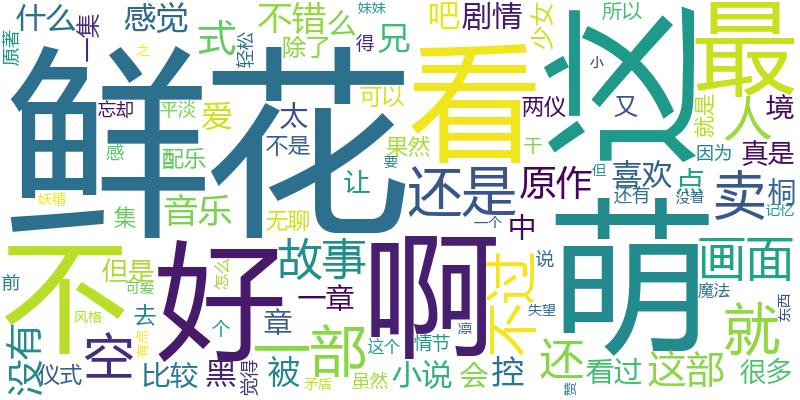 什么
感觉
式
不错
么
妹妹
吧
剧情
少女
所以
最
原著
一集
之
轻松
除了
得
兄
鲜花
看
这
小
忘却
平淡
爱
太
可以
两仪
又
就是
人
境
感
配乐
不是
果然
干
因为
真是
妖精
集
音乐
无聊
让
要
还是
原作
喜欢
还有
但
点
没着
卖
桐
记忆
一个
中
不
好
啊
萌
前
但是
可爱
怎么
故事
不过
说
画面
风格
去
一章
失望
魔法
东西
没有
空
有点
个
章
一部
这个
情节
凛
还
就
仪式
比较
黑
觉得
被
矛盾
虽然
小说
会
控
赞
看过
这部
很多